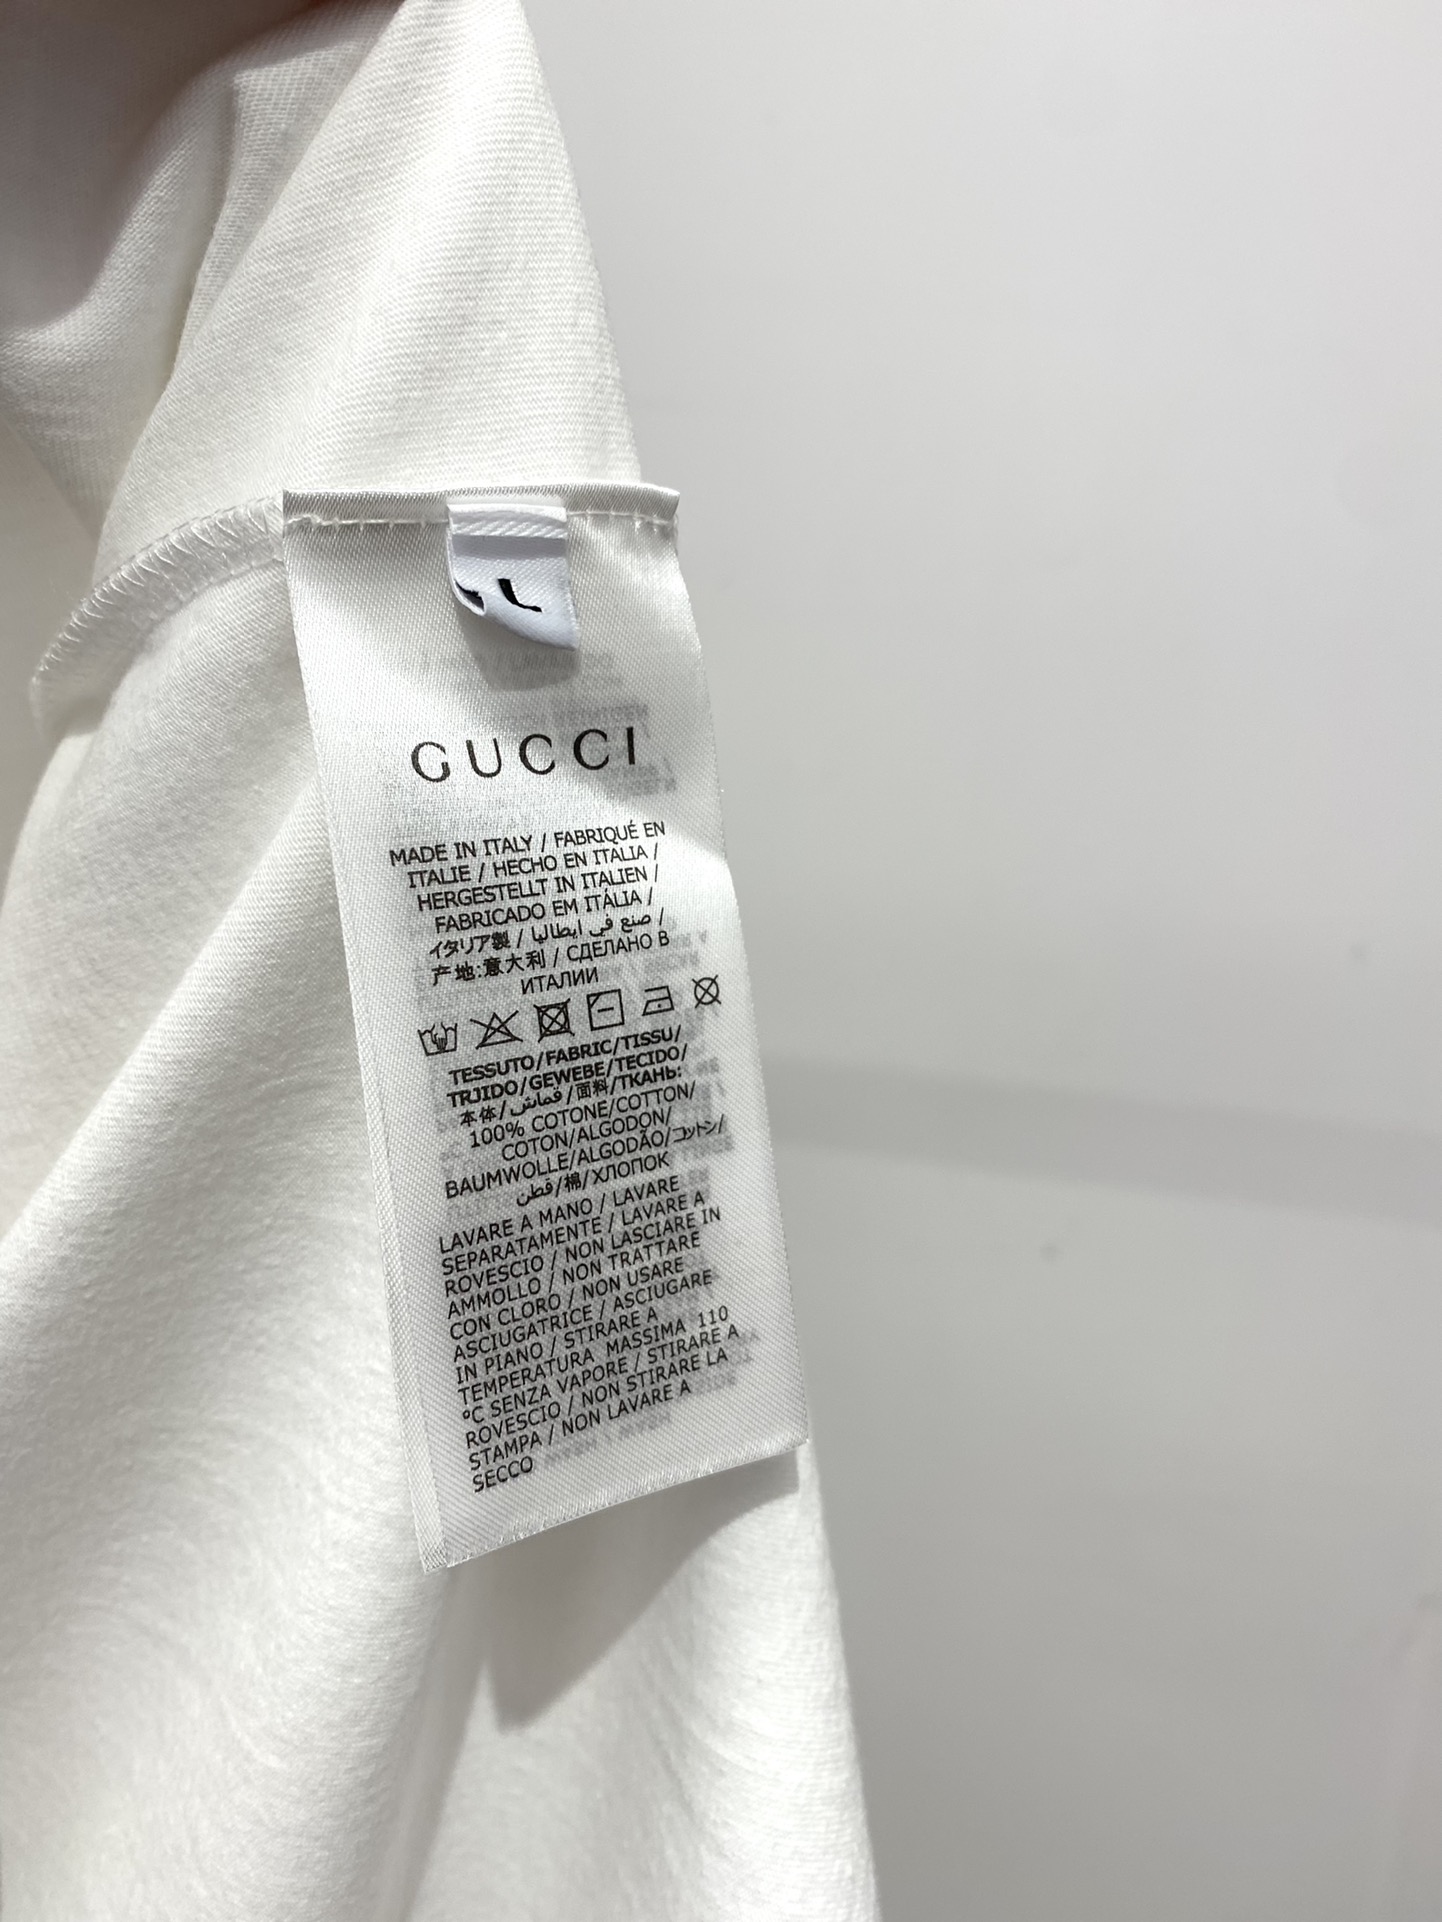 L
GUCCI
MADE IN ITALY / FABRIQUÉ EN
ITALIE / HECHO EN ITALIA /
HERGESTELLT IN ITALIEN /
FABRICADO EM ITÁLIA /
イタリア製 / صنع في إيطاليا /
产地:意大利 / СДЕЛАНО В
ИТАЛИИ
TESSUTO/FABRIC/TISSU/
TRJIDO/GEWEBE/TECIDO/
本体/قماش/面料/ТКАНЬ:
100% COTONE/COTTON/
COTON/ALGODON/
BAUMWOLLE/ALGODÃO/コットン/
قطن/棉/ХЛОПОК
LAVARE A MANO / LAVARE
SEPARATAMENTE / LAVARE A
ROVESCIO / NON LASCIARE IN
AMMOLLO / NON TRATTARE
CON CLORO / NON USARE
ASCIUGATRICE / ASCIUGARE
IN PIANO / STIRARE A
TEMPERATURA MASSIMA 110
°C SENZA VAPORE / STIRARE A
ROVESCIO / NON STIRARE LA
STAMPA / NON LAVARE A
SECCO